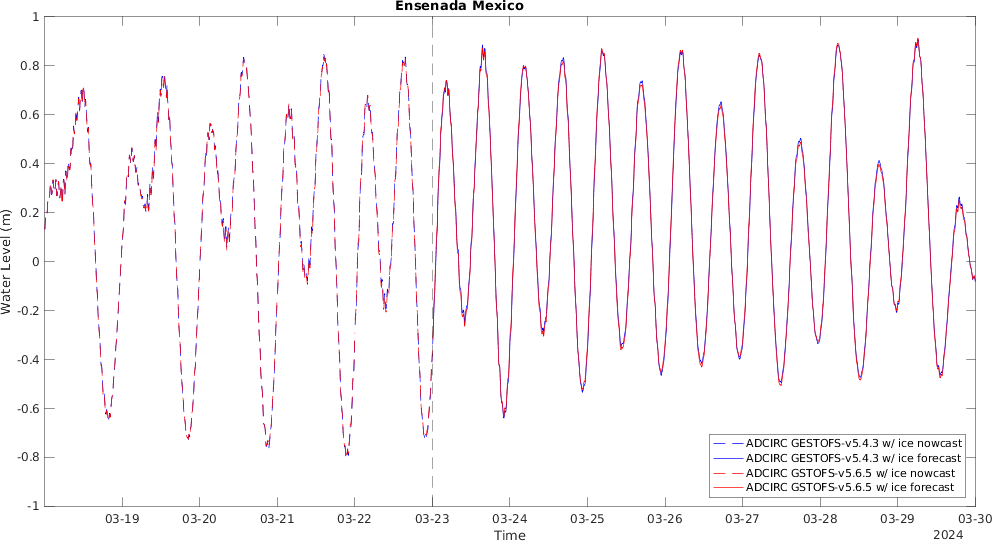 Ensenada Mexico
Water Level (m)
1
0.8
0.6
0.4
0.2
0
-0.2
-0.4
-0.6
-0.8
-1
ADCIRC GESTOFS-v5.4.3 w/ ice nowcast
ADCIRC GESTOFS-v5.4.3 w/ ice forecast
ADCIRC GSTOFS-v5.6.5 w/ ice nowcast
ADCIRC GSTOFS-v5.6.5 w/ ice forecast
03-19 03-20 03-21 03-22 03-23 03-24 03-25 03-26 03-27 03-28 03-29 03-30
Time
2024